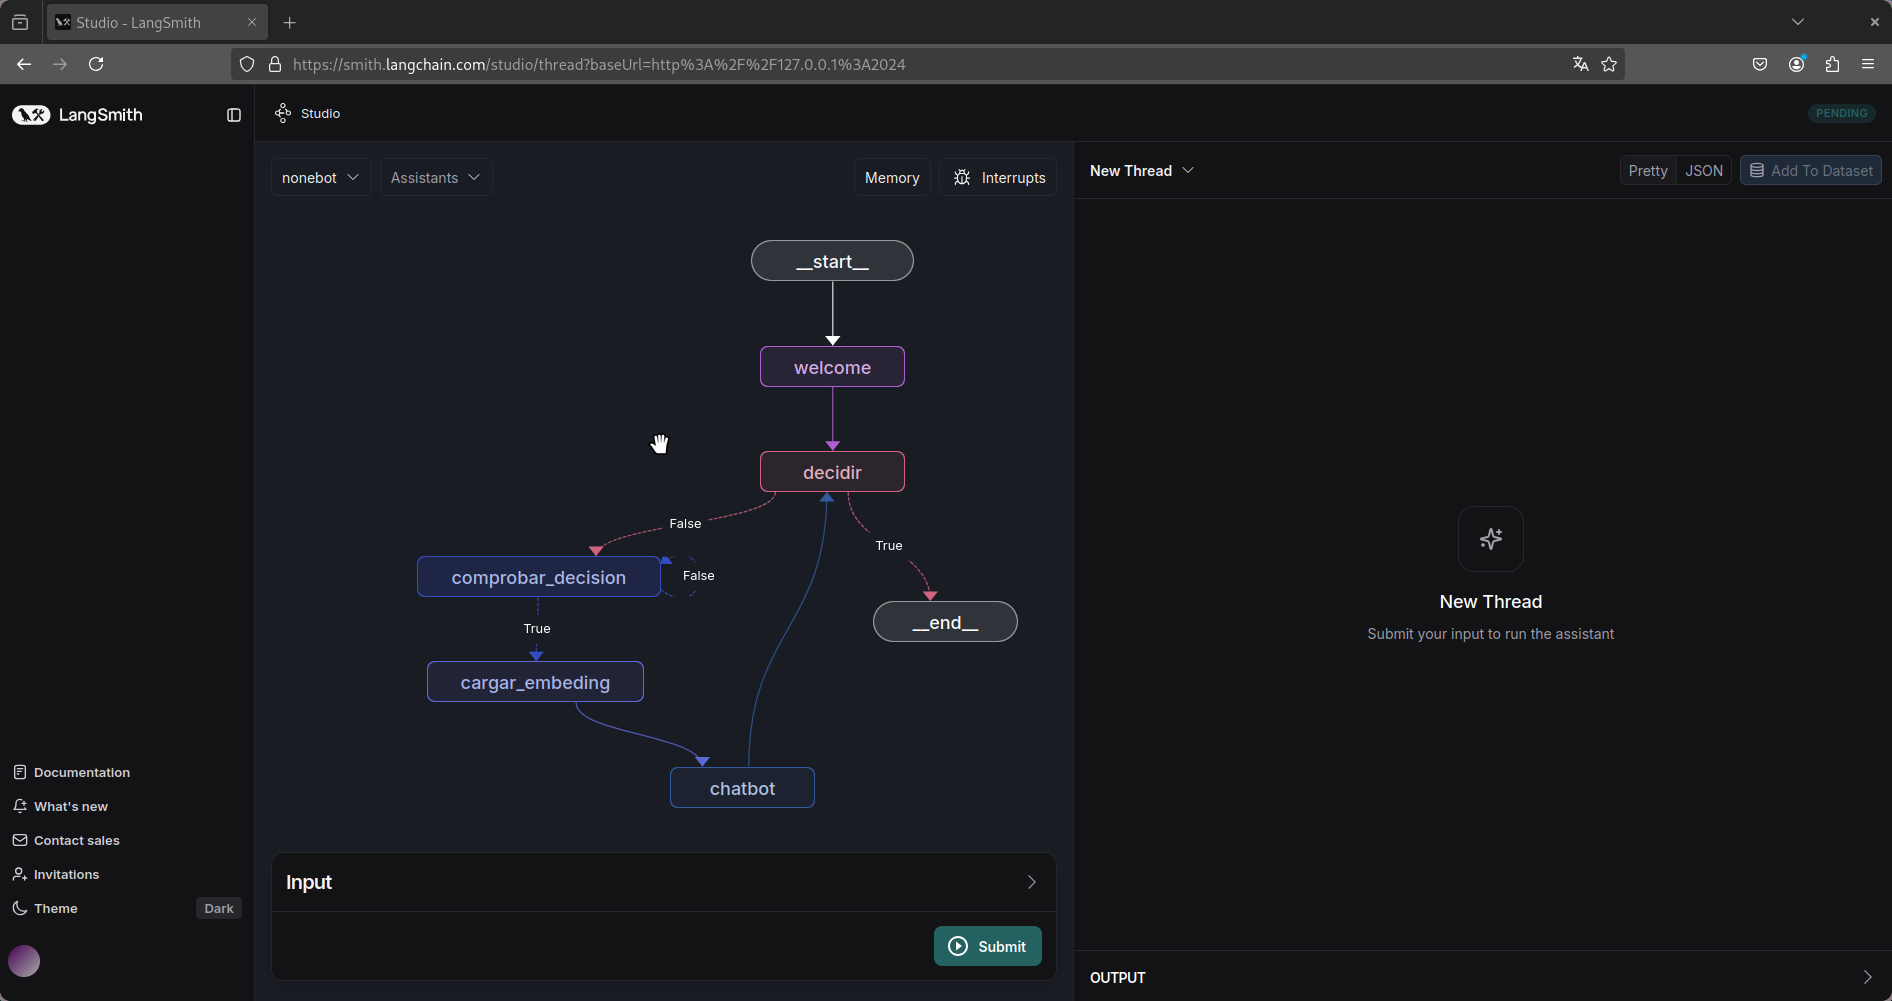 Studio - LangSmith
https://smith.langchain.com/studio/thread?baseUrl=http%3A%2F%2F127.0.0.1%3A2024
LangSmith
Studio
PENDING
nonebot
Assistants
Memory
Interrupts
New Thread
Pretty
JSON
Add To Dataset
__start__
welcome
decidir
False
True
comprobar_decision
False
True
__end__
cargar_embeding
chatbot
New Thread
Submit your input to run the assistant
Documentation
What's new
Contact sales
Invitations
Theme
Dark
Input
Submit
OUTPUT